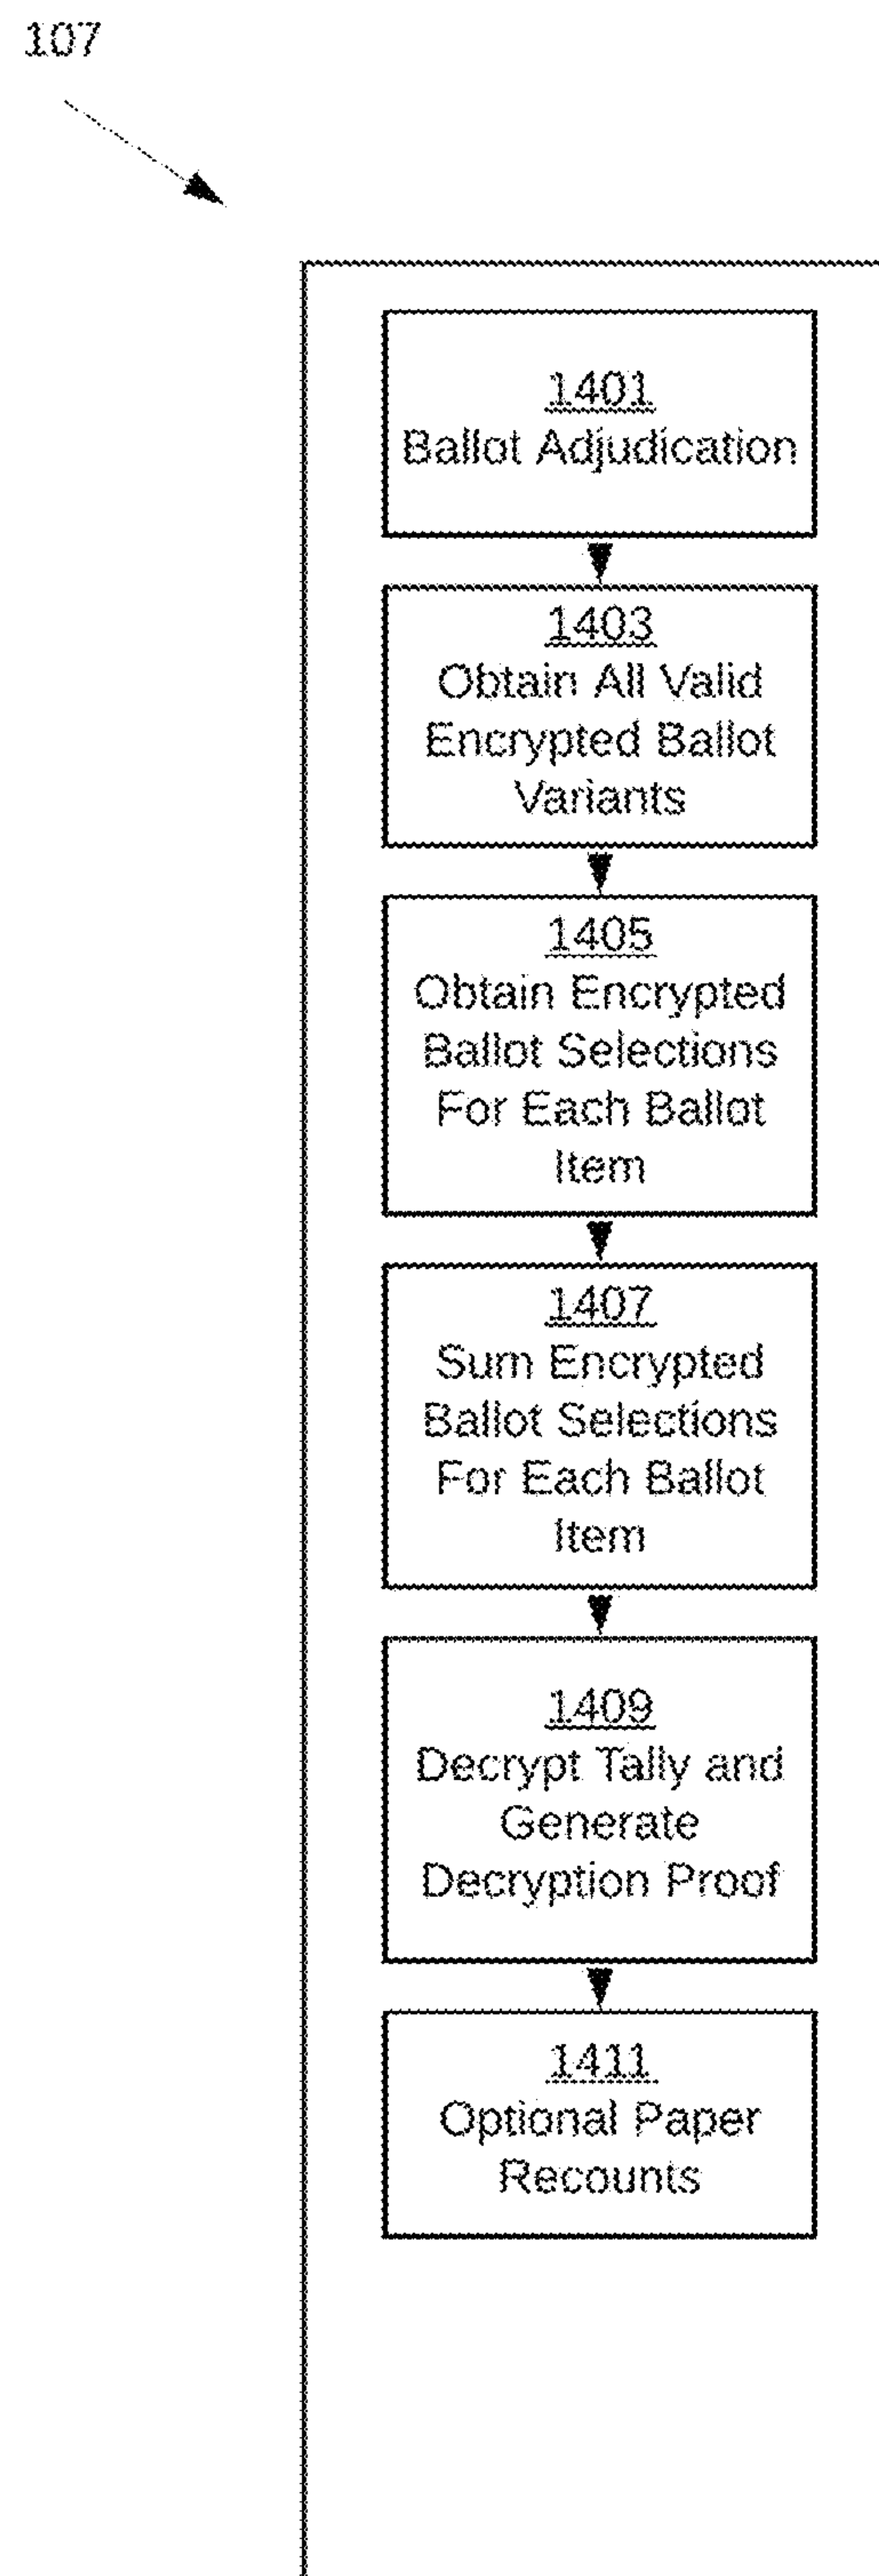 107
1401
Ballot Adjudication
1403
Obtain All Valid
Encrypted Ballot
Variants
1405
Obtain Encrypted
Ballot Selections
For Each Ballot
Item
1407
Sum Encrypted
Ballot Selections
For Each Ballot
Item
1409
Decrypt Tally and
Generate
Decryption Proof
1411
Optional Paper
Recounts